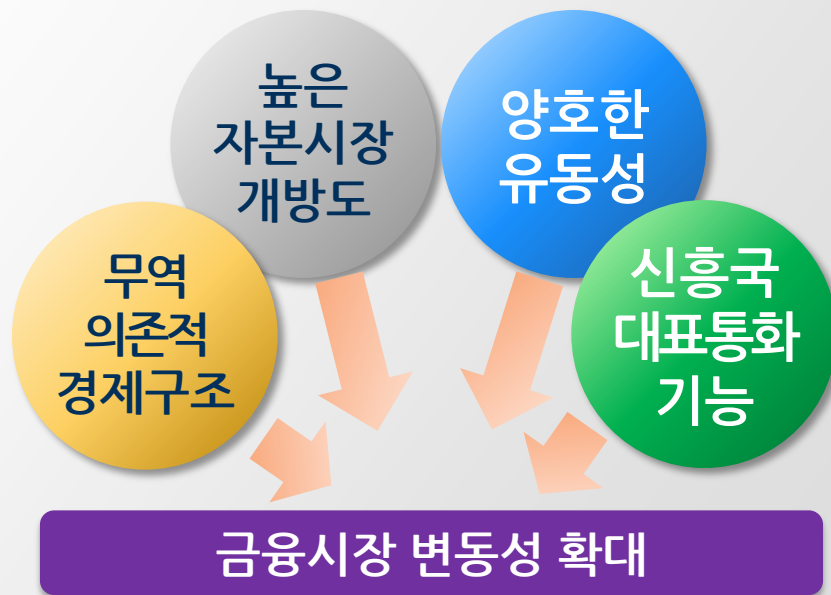 높은
자본시장
개방도
양호한
유동성
무역
의존적
경제구조
신흥국
대표통화
기능
금융시장 변동성 확대